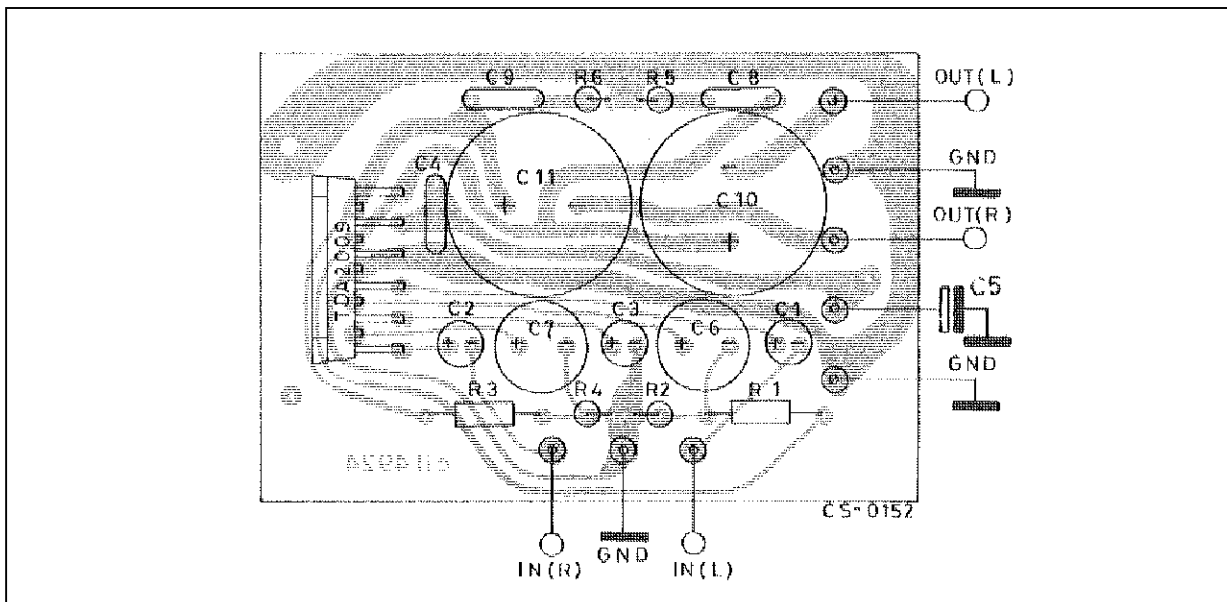 C9 R6 R5 C8 OUT(L)
GND
C4
C11
C10
OUT(R)
TDA2009
C5
C2 C7 C3 C6 C1
GND
R3 R4 R2 R1
CS-0152
IN(R) GND IN(L)